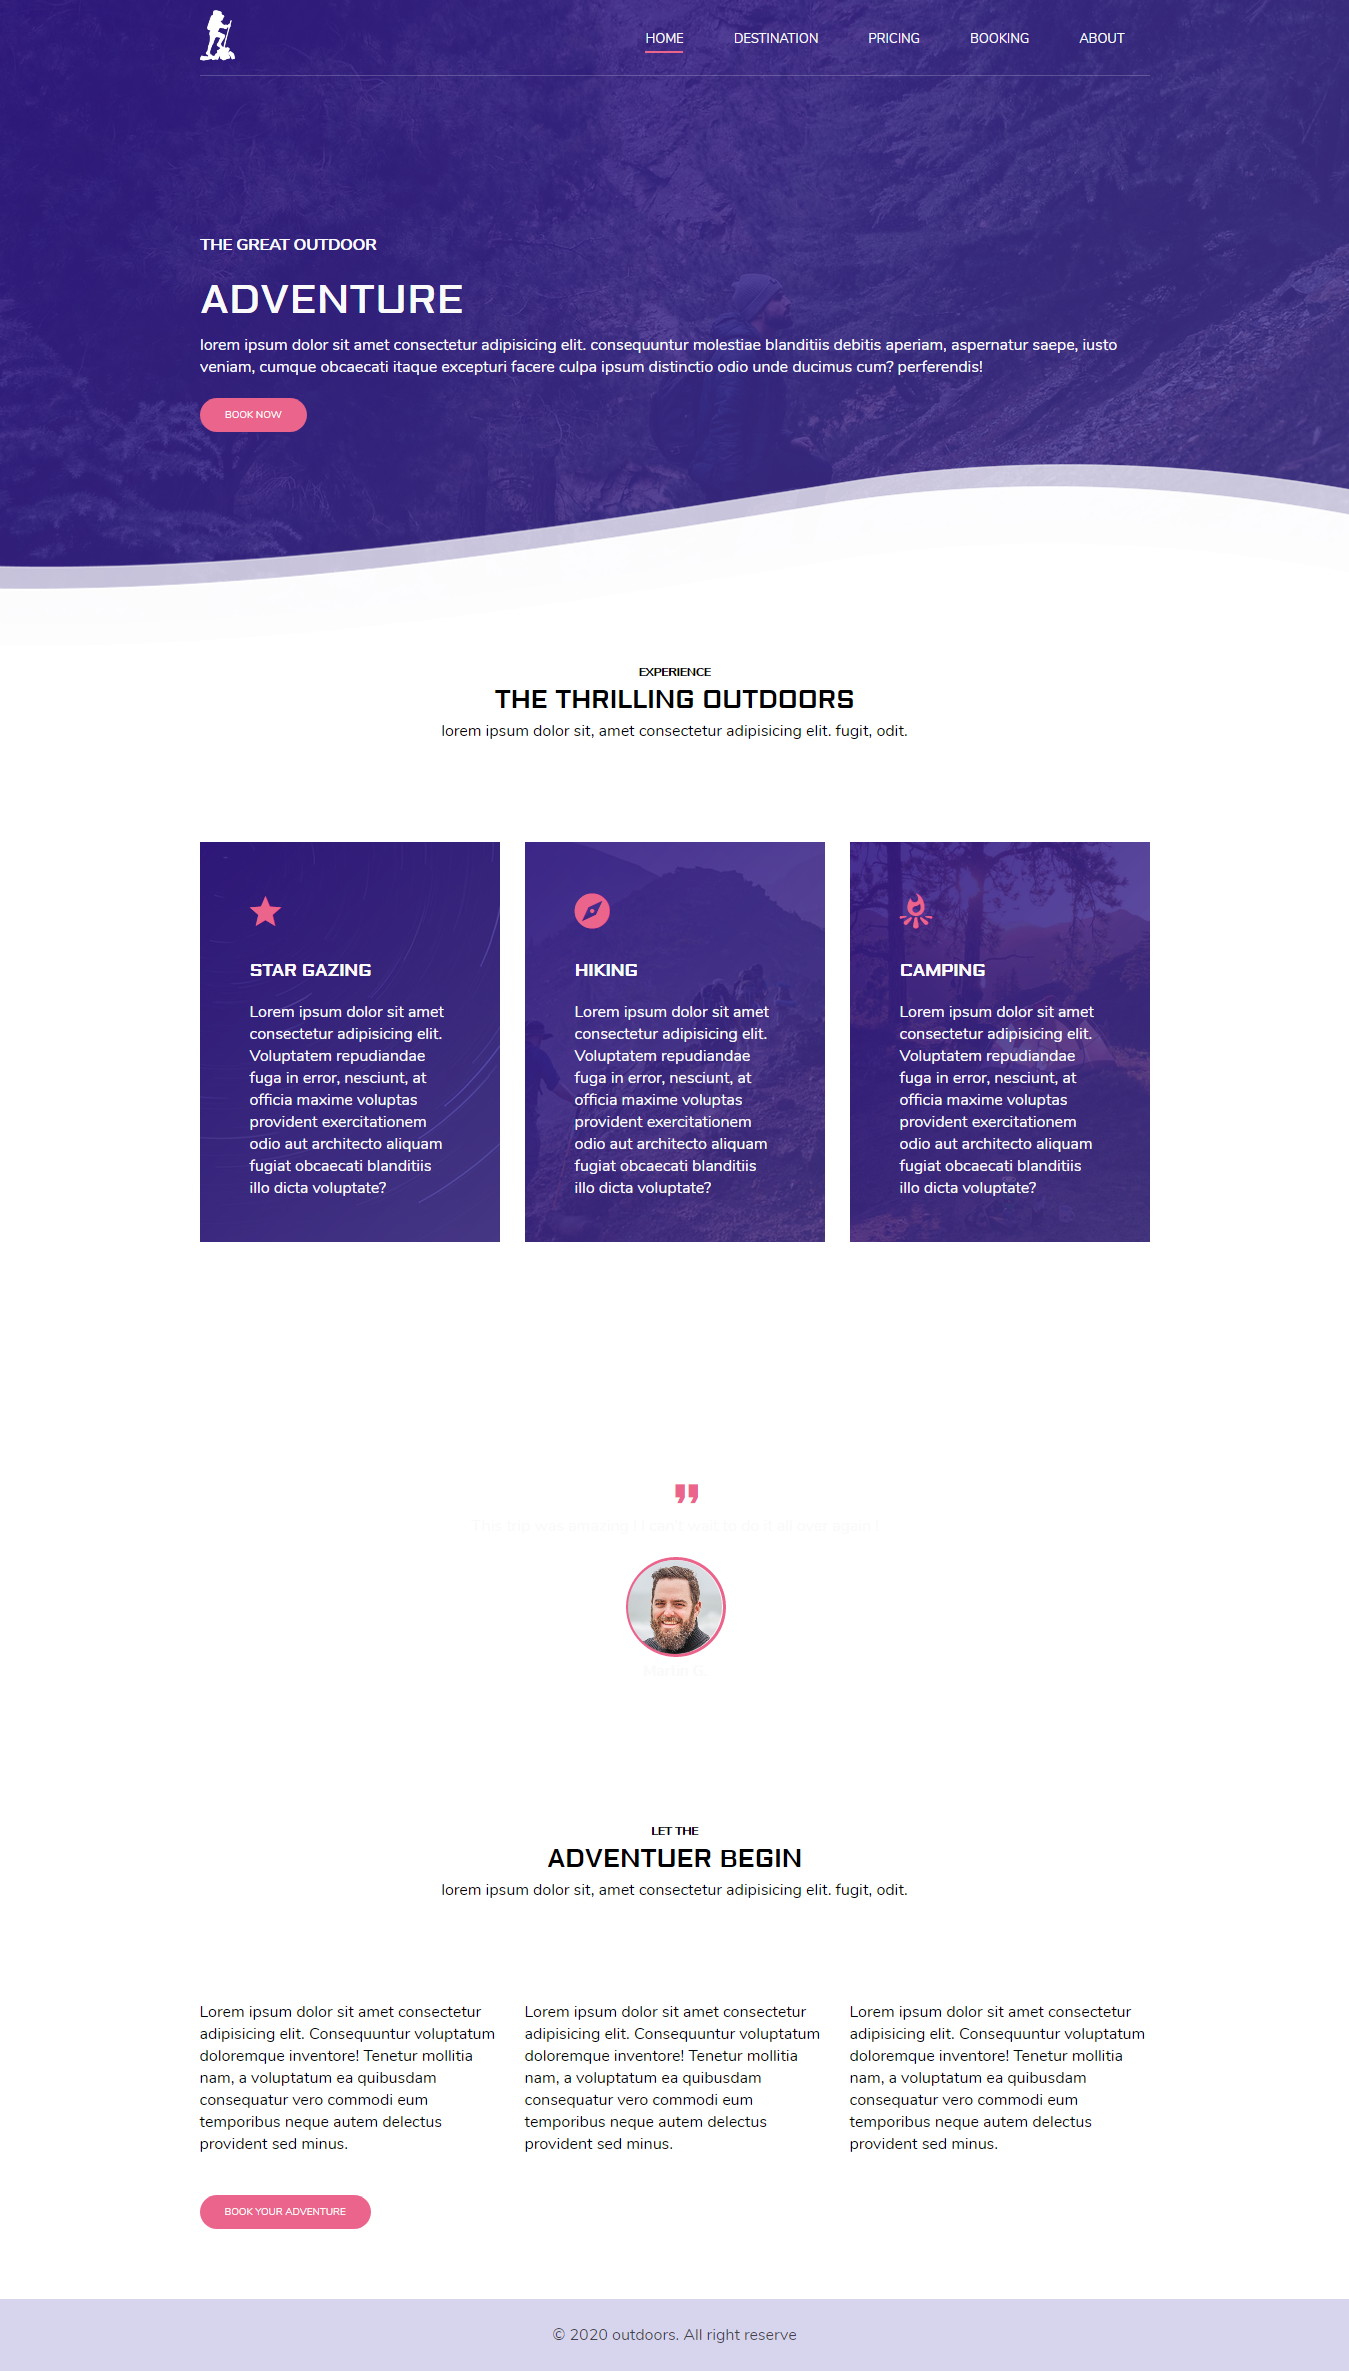 HOME DESTINATION PRICING BOOKING ABOUT
THE GREAT OUTDOOR
ADVENTURE
lorem ipsum dolor sit amet consectetur adipisicing elit. consequuntur molestiae blanditiis debitis aperiam, aspernatur saepe, iusto
veniam, cumque obcaecati itaque excepturi facere culpa ipsum distinctio odio unde ducimus cum? perferendis!
BOOK NOW
EXPERIENCE
THE THRILLING OUTDOORS
lorem ipsum dolor sit, amet consectetur adipisicing elit. fugit, odit.
STAR GAZING
Lorem ipsum dolor sit amet
consectetur adipisicing elit.
Voluptatem repudiandae
fuga in error, nesciunt, at
officia maxime voluptas
provident exercitationem
odio aut architecto aliquam
fugiat obcaecati blanditiis
illo dicta voluptate?
HIKING
Lorem ipsum dolor sit amet
consectetur adipisicing elit.
Voluptatem repudiandae
fuga in error, nesciunt, at
officia maxime voluptas
provident exercitationem
odio aut architecto aliquam
fugiat obcaecati blanditiis
illo dicta voluptate?
CAMPING
Lorem ipsum dolor sit amet
consectetur adipisicing elit.
Voluptatem repudiandae
fuga in error, nesciunt, at
officia maxime voluptas
provident exercitationem
odio aut architecto aliquam
fugiat obcaecati blanditiis
illo dicta voluptate?
This trip was amazing ! I can't wait to do it all over again !
Martin G.
LET THE
ADVENTUER BEGIN
lorem ipsum dolor sit, amet consectetur adipisicing elit. fugit, odit.
Lorem ipsum dolor sit amet consectetur
adipisicing elit. Consequuntur voluptatum
doloremque inventore! Tenetur mollitia
nam, a voluptatum ea quibusdam
consequatur vero commodi eum
temporibus neque autem delectus
provident sed minus.
Lorem ipsum dolor sit amet consectetur
adipisicing elit. Consequuntur voluptatum
doloremque inventore! Tenetur mollitia
nam, a voluptatum ea quibusdam
consequatur vero commodi eum
temporibus neque autem delectus
provident sed minus.
Lorem ipsum dolor sit amet consectetur
adipisicing elit. Consequuntur voluptatum
doloremque inventore! Tenetur mollitia
nam, a voluptatum ea quibusdam
consequatur vero commodi eum
temporibus neque autem delectus
provident sed minus.
BOOK YOUR ADVENTURE
© 2020 outdoors. All right reserve